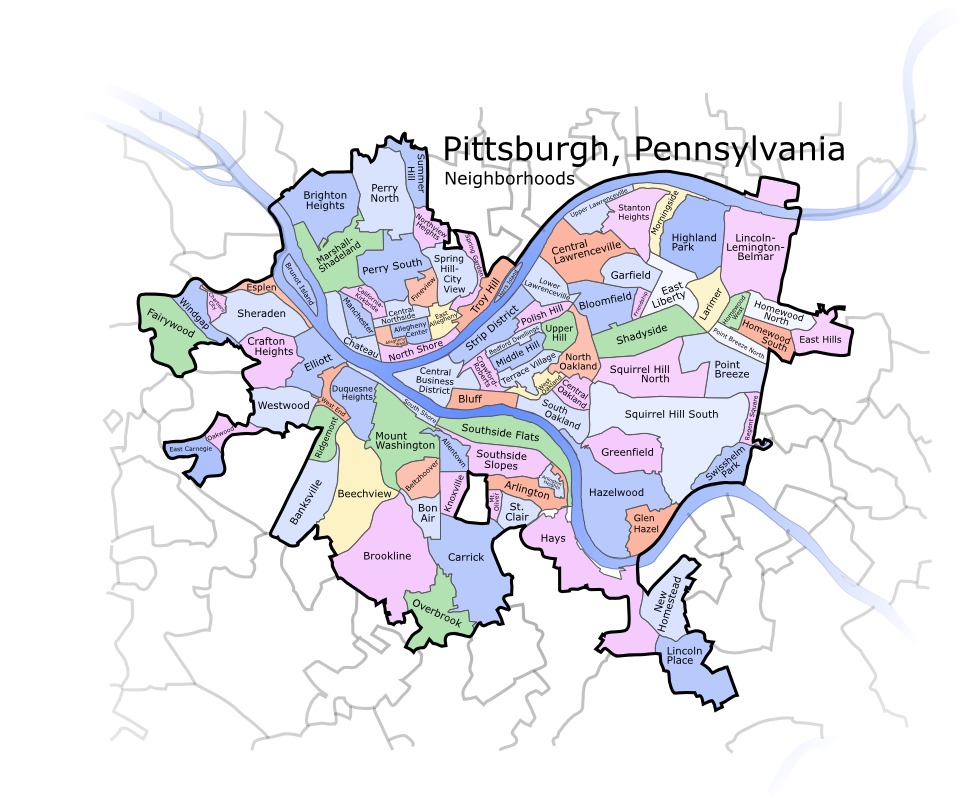 Pittsburgh, Pennsylvania
Neighborhoods
Summer
Hill
Perry
North
Brighton
Heights
Northview
Heights
Marshall-
Shadeland
Perry South
Spring
Hill-
City
View
Spring Garden
Brunot Island
California-
Kirkbride
Fineview
Troy Hill
Manchester
Central
Northside
East
Allegheny
Allegheny
Center
Chateau
North Shore
Upper Lawrenceville
Stanton
Heights
Morningside
Highland
Park
Lincoln-
Lemington-
Belmar
Central
Lawrenceville
Garfield
Lower
Lawrenceville
Bloomfield
East
Liberty
Larimer
Homewood
West
Homewood
North
Homewood
South
East Hills
Point Breeze North
Strip District
Polish Hill
Upper
Hill
Bedford Dwellings
Middle Hill
Terrace Village
Crawford-
Roberts
North
Oakland
West
Oakland
Central
Oakland
South
Oakland
Shadyside
Squirrel Hill
North
Point
Breeze
Squirrel Hill South
Regent Square
Swisshelm
Park
Greenfield
Hazelwood
Glen
Hazel
Central
Business
District
Bluff
Esplen
Windgap
Fairywood
Sheraden
Crafton
Heights
Elliott
Westwood
Oakwood
East Carnegie
West End
Duquesne
Heights
Ridgemont
South Shore
Mount
Washington
Southside Flats
Southside
Slopes
Allentown
Beltzhoover
Knoxville
Arlington
Arlington
Heights
Mt.
Oliver
St.
Clair
Bon
Air
Banksville
Beechview
Brookline
Carrick
Overbrook
Hays
New
Homestead
Lincoln
Place